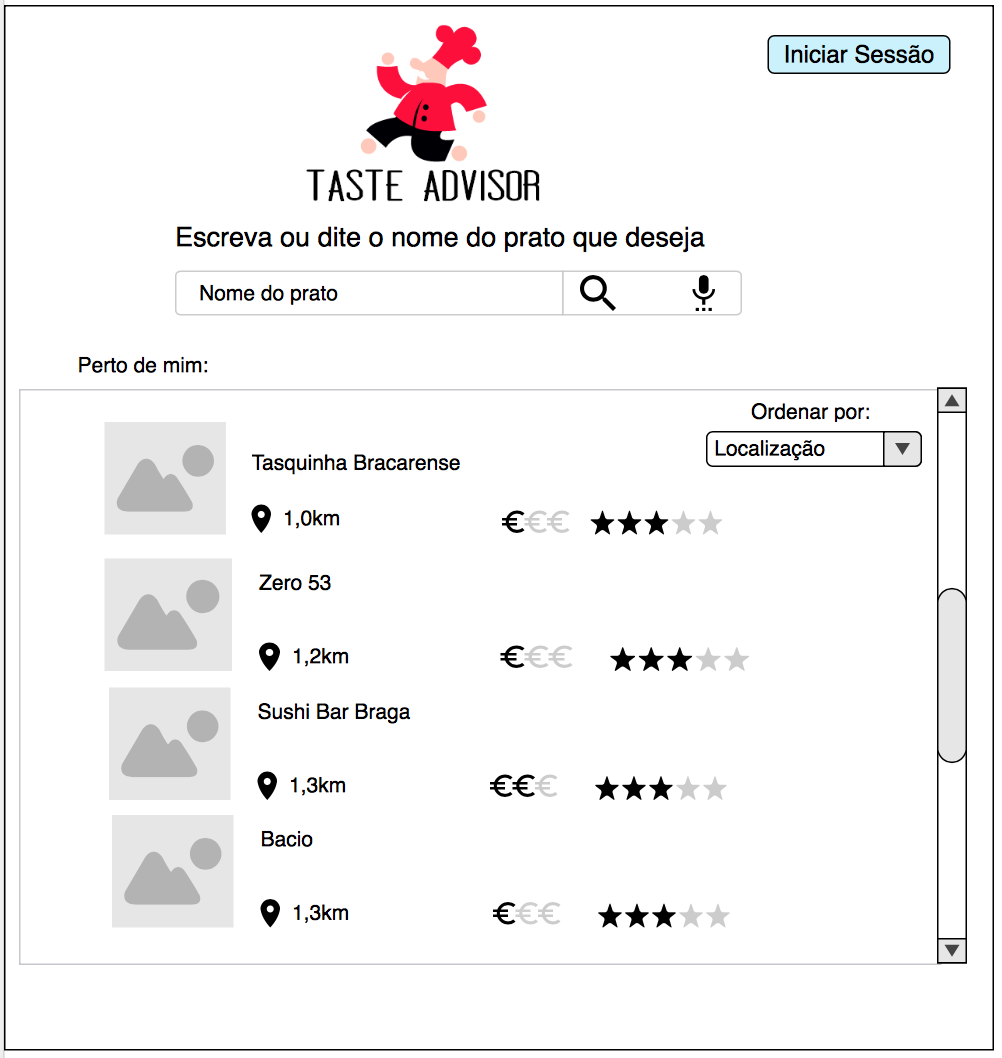 Iniciar Sessão
TASTE ADVISOR
Escreva ou dite o nome do prato que deseja
Nome do prato
Perto de mim:
Ordenar por:
Localização
Tasquinha Bracarense
1,0km €€€
Zero 53
1,2km €€€
Sushi Bar Braga
1,3km €€€
Bacio
1,3km €€€